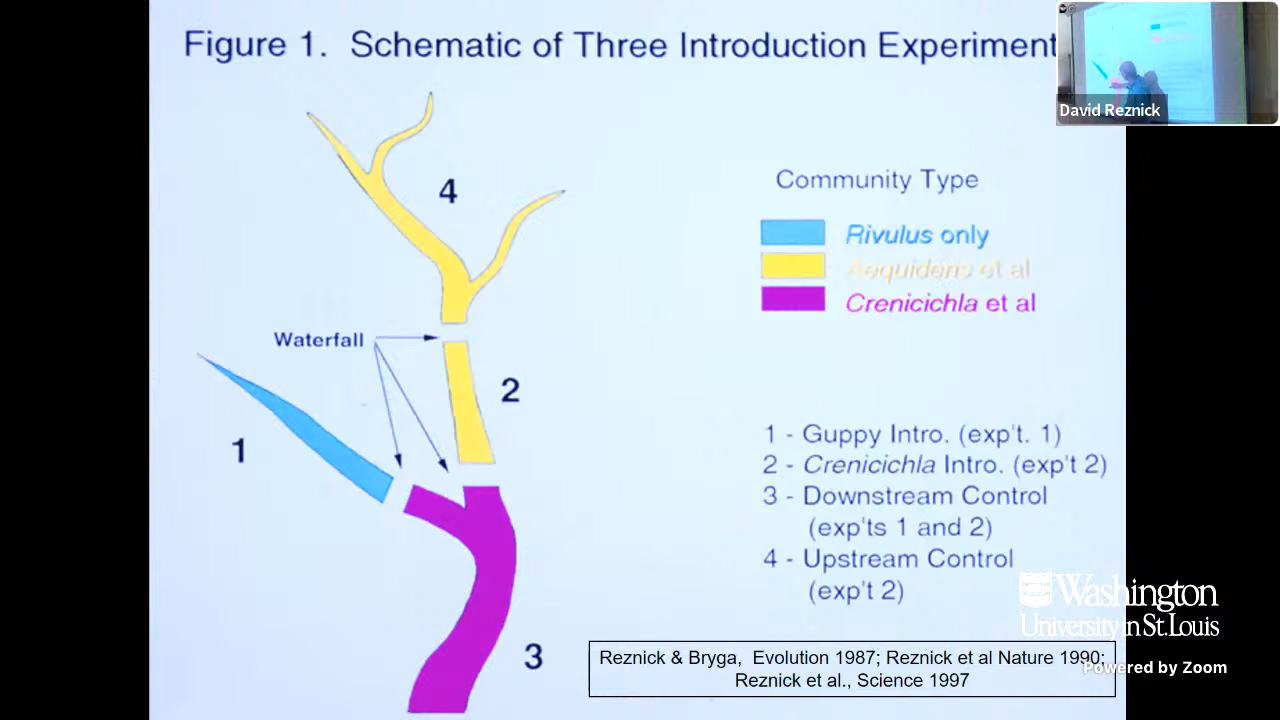 Figure 1. Schematic of Three Introduction Experiment
David Reznick
4
Community Type
Rivulus only
Aequidens et al
Crenicichla et al
Waterfall
2
1
1 - Guppy Intro. (exp't. 1)
2 - Crenicichla Intro. (exp't 2)
3 - Downstream Control
(exp'ts 1 and 2)
4 - Upstream Control
(exp't 2)
Washington
University in St. Louis
3
Reznick & Bryga, Evolution 1987; Reznick et al Nature 1990;
Reznick et al., Science 1997
Powered by Zoom